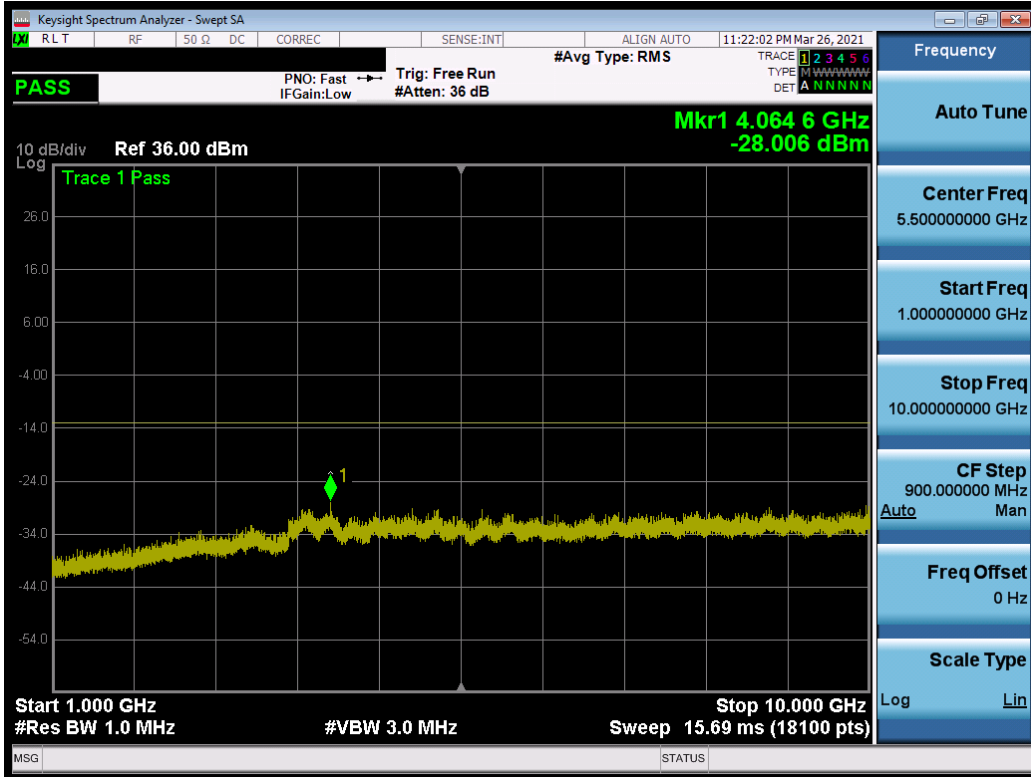 Keysight Spectrum Analyzer - Swept SA
LXI RLT RF 50 Ω DC CORREC SENSE:INT ALIGN AUTO 11:22:02 PM Mar 26, 2021
#Avg Type: RMS TRACE 1 2 3 4 5 6
PASS PNO: Fast Trig: Free Run TYPE M WWWWW
IFGain:Low #Atten: 36 dB DET A N N N N N
Mkr1 4.064 6 GHz
-28.006 dBm
10 dB/div Ref 36.00 dBm
Log
Trace 1 Pass
26.0
16.0
6.00
-4.00
-14.0
1
-24.0
-34.0
-44.0
-54.0
Start 1.000 GHz Stop 10.000 GHz
#Res BW 1.0 MHz #VBW 3.0 MHz Sweep 15.69 ms (18100 pts)
MSG STATUS
Frequency
Auto Tune
Center Freq
5.500000000 GHz
Start Freq
1.000000000 GHz
Stop Freq
10.000000000 GHz
CF Step
900.000000 MHz
Auto Man
Freq Offset
0 Hz
Scale Type
Log Lin